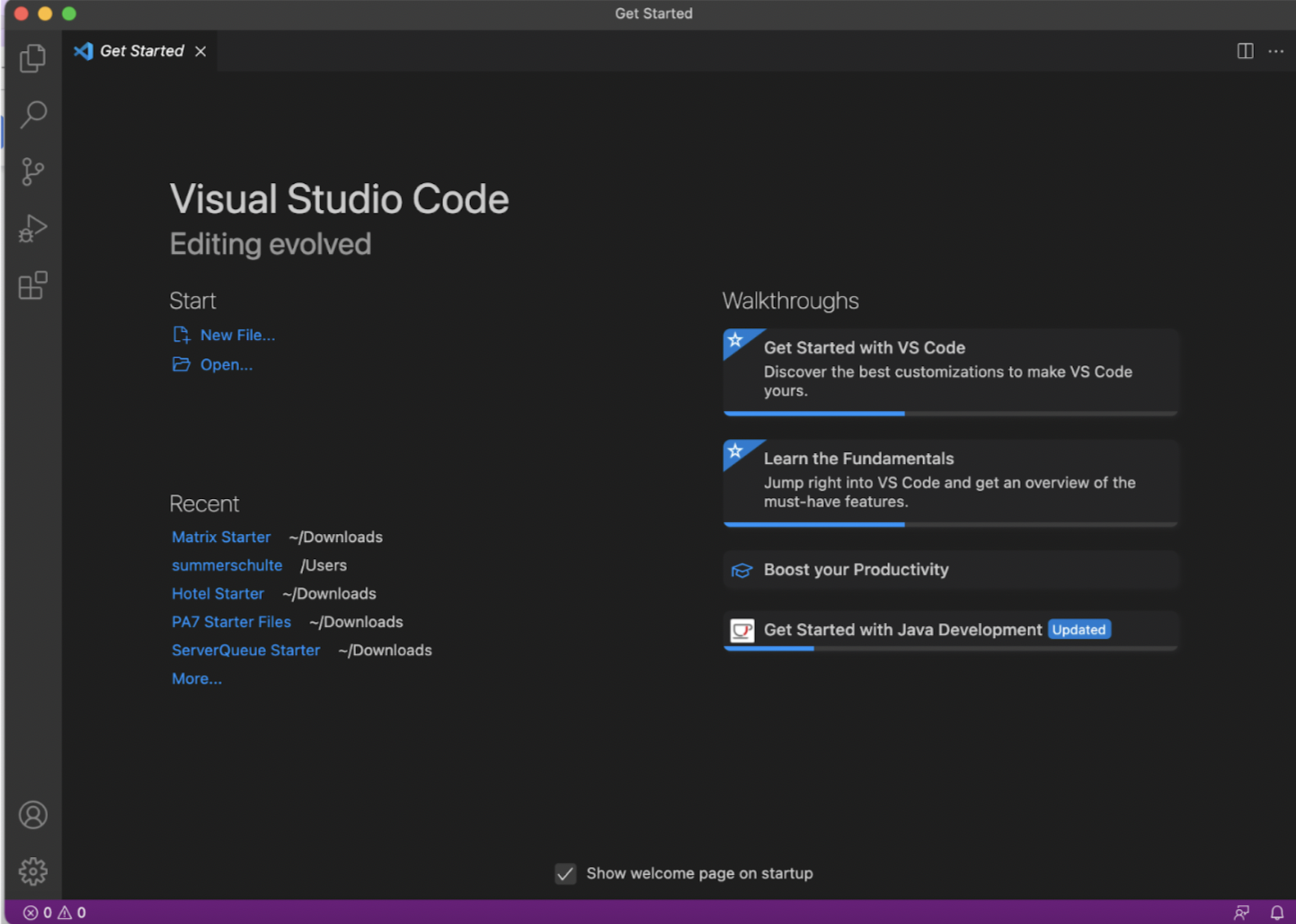 Get Started
Get Started
Visual Studio Code
Editing evolved
Start
New File...
Open...
Recent
Matrix Starter ~/Downloads
summerschulte /Users
Hotel Starter ~/Downloads
PA7 Starter Files ~/Downloads
ServerQueue Starter ~/Downloads
More...
Walkthroughs
Get Started with VS Code
Discover the best customizations to make VS Code
yours.
Learn the Fundamentals
Jump right into VS Code and get an overview of the
must-have features.
Boost your Productivity
Get Started with Java Development Updated
Show welcome page on startup
0 0